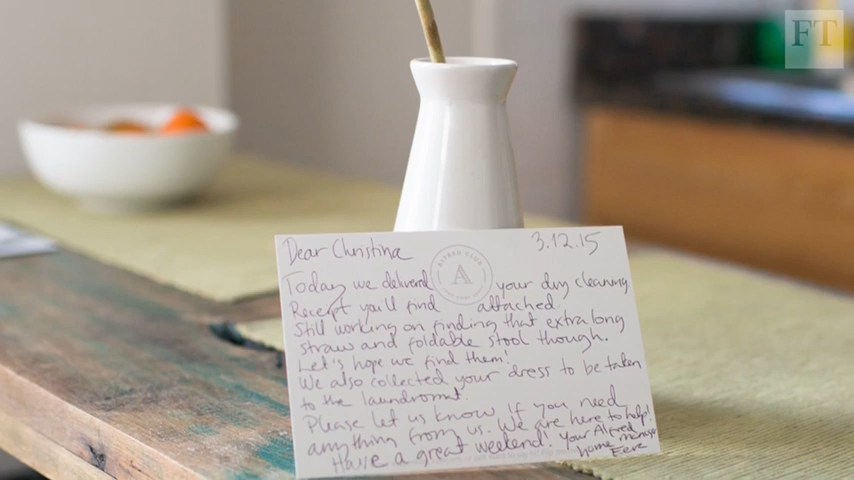 FT
Dear Christina 3.12.15
ALFRED CLUB
A
Today we delivered your dry cleaning.
Receipt you'll find attached.
Still working on finding that extra long
straw and foldable stool though.
Let's hope we find them!
We also collected your dress to be taken
to the laundromt.
Please let us know if you need
anything from us. We are here to help!
Have a great weekend! Your Alfred
home manager